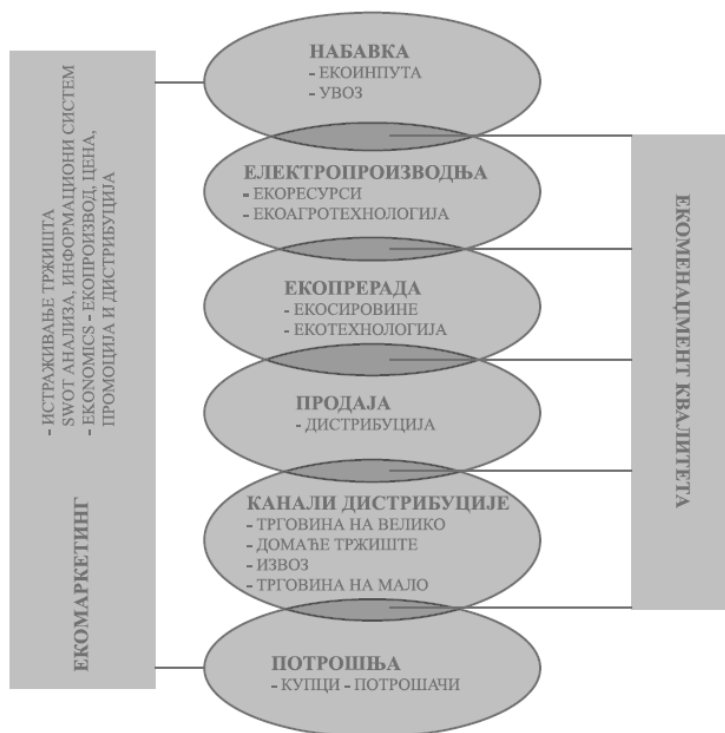 НАБАВКА
- ЕКОИНПУТА
- УВОЗ
ЕЛЕКТРОПРОИЗВОДЊА
- ЕКОРЕСУРСИ
- ЕКОАГРОТЕХНОЛОГИЈА
ЕКОПРЕРАДА
- ЕКОСИРОВИНЕ
- ЕКОТЕХНОЛОГИЈА
ПРОДАЈА
- ДИСТРИБУЦИЈА
КАНАЛИ ДИСТРИБУЦИЈЕ
- ТРГОВИНА НА ВЕЛИКО
- ДОМАЋЕ ТРЖИШТЕ
- ИЗВОЗ
- ТРГОВИНА НА МАЛО
ПОТРОШЊА
- КУПЦИ - ПОТРОШАЧИ
ЕКОМАРКЕТИНГ
- ИСТРАЖИВАЊЕ ТРЖИШТА
SWOT АНАЛИЗА, ИНФОРМАЦИОНИ СИСТЕМ
- EKONOMICS - ЕКОПРОИЗВОД, ЦЕНА,
ПРОМОЦИЈА И ДИСТРИБУЦИЈА
ЕКОМЕНАЏМЕНТ КВАЛИТЕТА